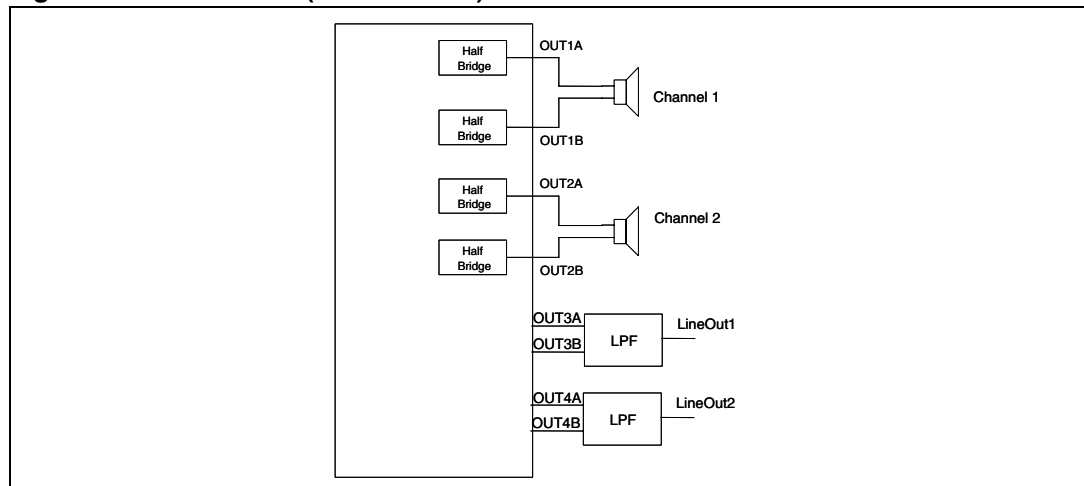 Half
Bridge
OUT1A
Channel 1
Half
Bridge
OUT1B
Half
Bridge
OUT2A
Channel 2
Half
Bridge
OUT2B
OUT3A
OUT3B
LPF
LineOut1
OUT4A
OUT4B
LPF
LineOut2